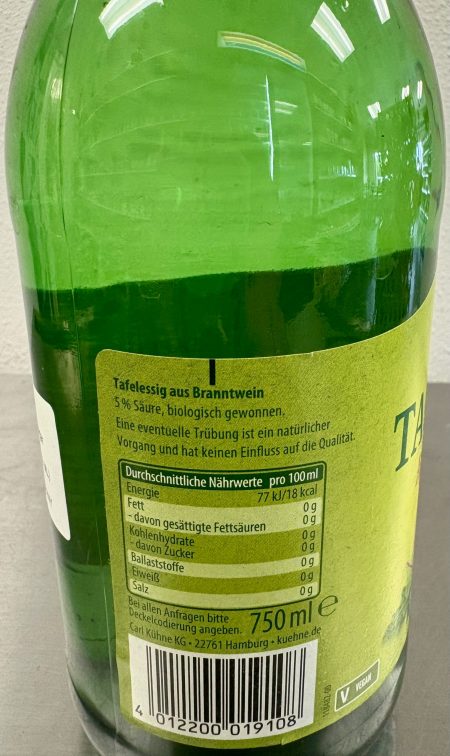 Tafelessig aus Branntwein
5 % Säure, biologisch gewonnen.
Eine eventuelle Trübung ist ein natürlicher
Vorgang und hat keinen Einfluss auf die Qualität.
TA
Durchschnittliche Nährwerte pro 100 ml
Energie 77 kJ/18 kcal
Fett 0 g
- davon gesättigte Fettsäuren 0 g
Kohlenhydrate 0 g
- davon Zucker 0 g
Ballaststoffe 0 g
Eiweiß 0 g
Salz 0 g
Bei allen Anfragen bitte
Deckelcodierung angeben. 750 ml e
Carl Kühne KG • 22761 Hamburg • kuehne.de
4 012200 019108
V VEGAN